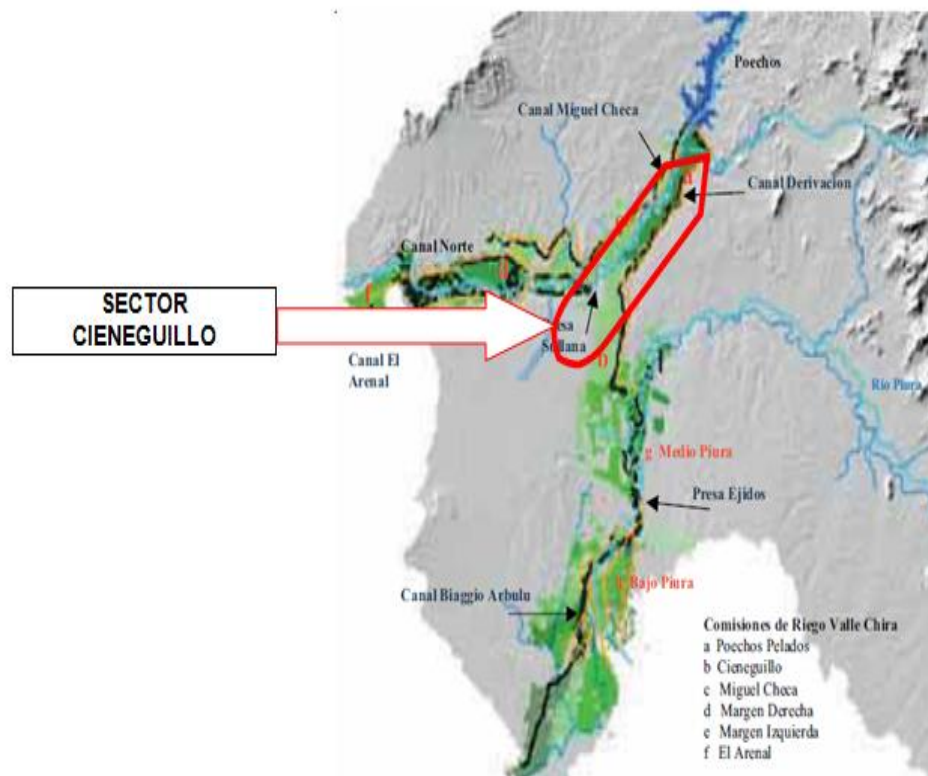 Poechos
Canal Miguel Checa
a
Canal Derivacion
Canal Norte
SECTOR
CIENEGUILLO
f
Sullana
Canal El
Arenal
Río Piura
g Medio Piura
Presa Ejidos
Bajo Piura
Canal Biaggio Arbulu
Comisiones de Riego Valle Chira
a Poechos Pelados
b Cieneguillo
c Miguel Checa
d Margen Derecha
e Margen Izquierda
f El Arenal